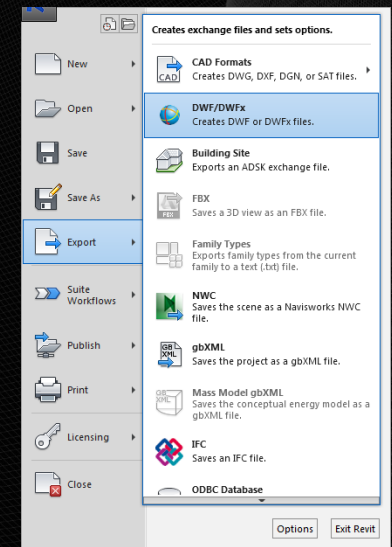 Creates exchange files and sets options.
New
Open
Save
Save As
Export
Suite
Workflows
Publish
Print
Licensing
Close
CAD Formats
CAD
Creates DWG, DXF, DGN, or SAT files.
DWF/DWFx
Creates DWF or DWFx files.
Building Site
Exports an ADSK exchange file.
FBX
FBX
Saves a 3D view as an FBX file.
Family Types
Exports family types from the current
family to a text (.txt) file.
NWC
Saves the scene as a Navisworks NWC
file.
GB
XML
gbXML
Saves the project as a gbXML file.
GB
XML
Mass Model gbXML
Saves the conceptual energy model as a
gbXML file.
IFC
Saves an IFC file.
ODBC Database
Options
Exit Revit